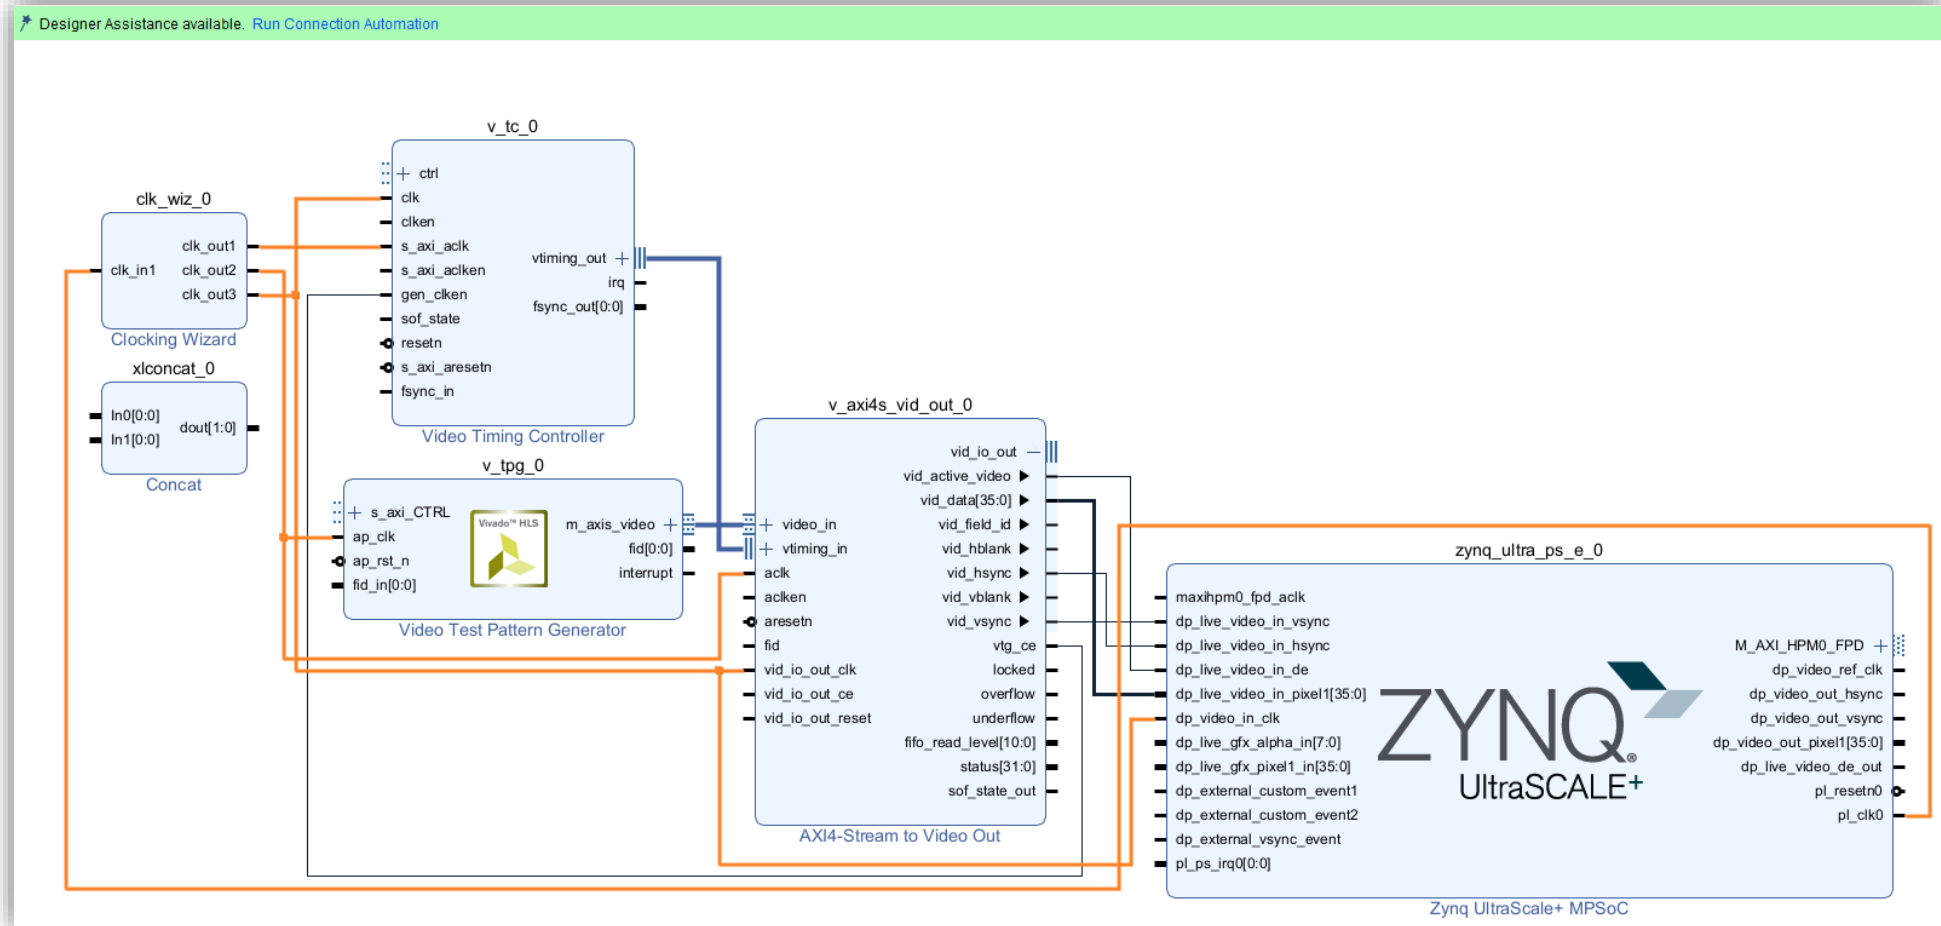 Designer Assistance available. Run Connection Automation
v_tc_0
ctrl
clk
clken
s_axi_aclk
s_axi_aclken
gen_clken
sof_state
resetn
s_axi_aresetn
fsync_in
vtiming_out
irq
fsync_out[0:0]
Video Timing Controller
clk_wiz_0
clk_in1
clk_out1
clk_out2
clk_out3
Clocking Wizard
xlconcat_0
In0[0:0]
In1[0:0]
dout[1:0]
Concat
v_tpg_0
s_axi_CTRL
ap_clk
ap_rst_n
fid_in[0:0]
Vivado™ HLS
m_axis_video
fid[0:0]
interrupt
Video Test Pattern Generator
v_axi4s_vid_out_0
video_in
vtiming_in
aclk
aclken
aresetn
fid
vid_io_out_clk
vid_io_out_ce
vid_io_out_reset
vid_io_out
vid_active_video
vid_data[35:0]
vid_field_id
vid_hblank
vid_hsync
vid_vblank
vid_vsync
vtg_ce
locked
overflow
underflow
fifo_read_level[10:0]
status[31:0]
sof_state_out
AXI4-Stream to Video Out
zynq_ultra_ps_e_0
maxihpm0_fpd_aclk
dp_live_video_in_vsync
dp_live_video_in_hsync
dp_live_video_in_de
dp_live_video_in_pixel1[35:0]
dp_video_in_clk
dp_live_gfx_alpha_in[7:0]
dp_live_gfx_pixel1_in[35:0]
dp_external_custom_event1
dp_external_custom_event2
dp_external_vsync_event
pl_ps_irq0[0:0]
ZYNQ®
UltraSCALE+
M_AXI_HPM0_FPD
dp_video_ref_clk
dp_video_out_hsync
dp_video_out_vsync
dp_video_out_pixel1[35:0]
dp_live_video_de_out
pl_resetn0
pl_clk0
Zynq UltraScale+ MPSoC